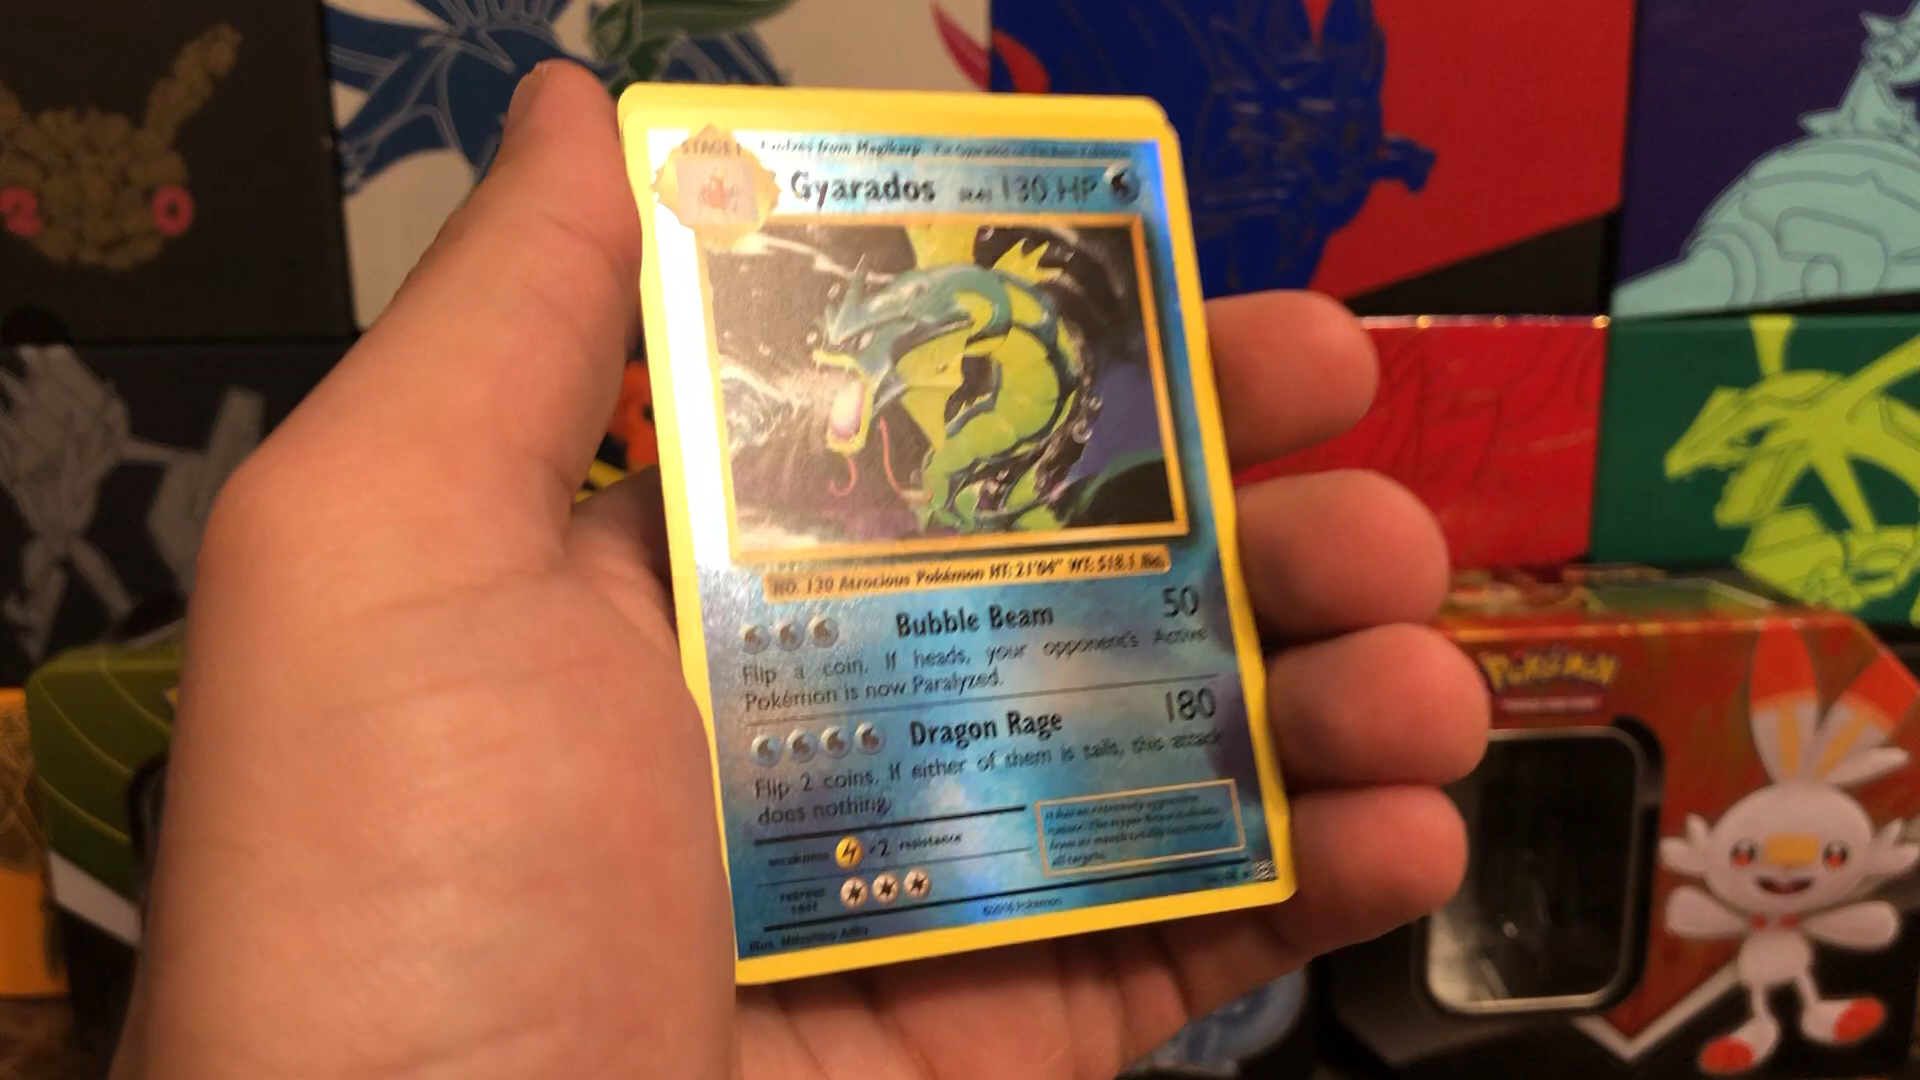 STAGE 1 Evolves from Magikarp
Gyarados 130 HP
NO. 130 Atrocious Pokémon HT: 21'04" WT: 518.1 lbs.
Bubble Beam 50
Flip a coin. If heads, your opponent's Active
Pokémon is now Paralyzed.
Dragon Rage 180
Flip 2 coins. If either of them is tails, this attack
does nothing.
weakness ×2 resistance
retreat
cost
©2016 Pokémon
Illus. Mitsuhiro Arita
20
POKÉMON